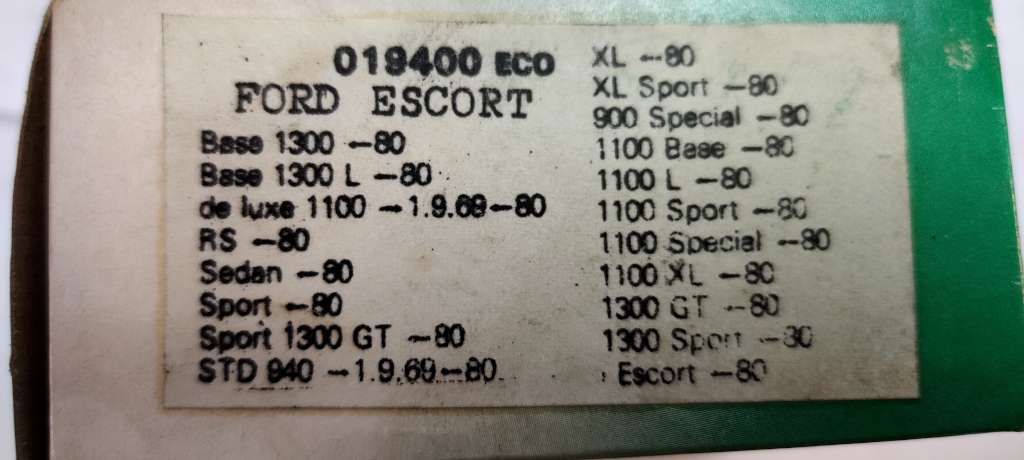 019400 ECO
FORD ESCORT
Base 1300 -80
Base 1300 L -80
de luxe 1100 -1.9.69-80
RS -80
Sedan -80
Sport -80
Sport 1300 GT -80
STD 940 -1.9.69-80
XL -80
XL Sport -80
900 Special -80
1100 Base -80
1100 L -80
1100 Sport -80
1100 Special -80
1100 XL -80
1300 GT -80
1300 Sport -80
Escort -80